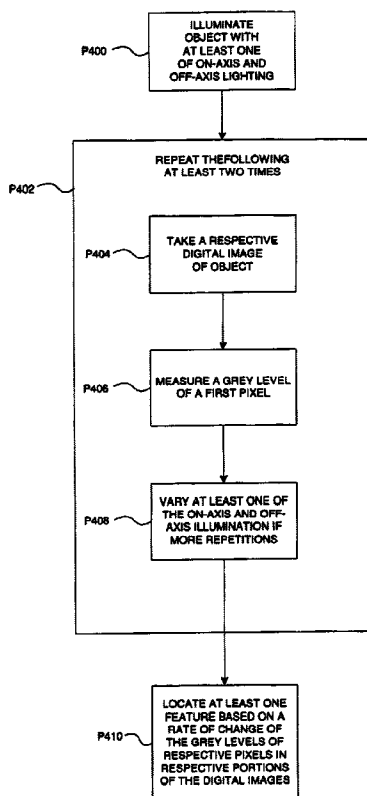 P400
ILLUMINATE
OBJECT WITH
AT LEAST ONE
OF ON-AXIS AND
OFF-AXIS LIGHTING
P402
REPEAT THEFOLLOWING
AT LEAST TWO TIMES
P404
TAKE A RESPECTIVE
DIGITAL IMAGE
OF OBJECT
P406
MEASURE A GREY LEVEL
OF A FIRST PIXEL
P408
VARY AT LEAST ONE OF
THE ON-AXIS AND OFF-
AXIS ILLUMINATION IF
MORE REPETITIONS
P410
LOCATE AT LEAST ONE
FEATURE BASED ON A
RATE OF CHANGE OF
THE GREY LEVELS OF
RESPECTIVE PIXELS IN
RESPECTIVE PORTIONS
OF THE DIGITAL IMAGES